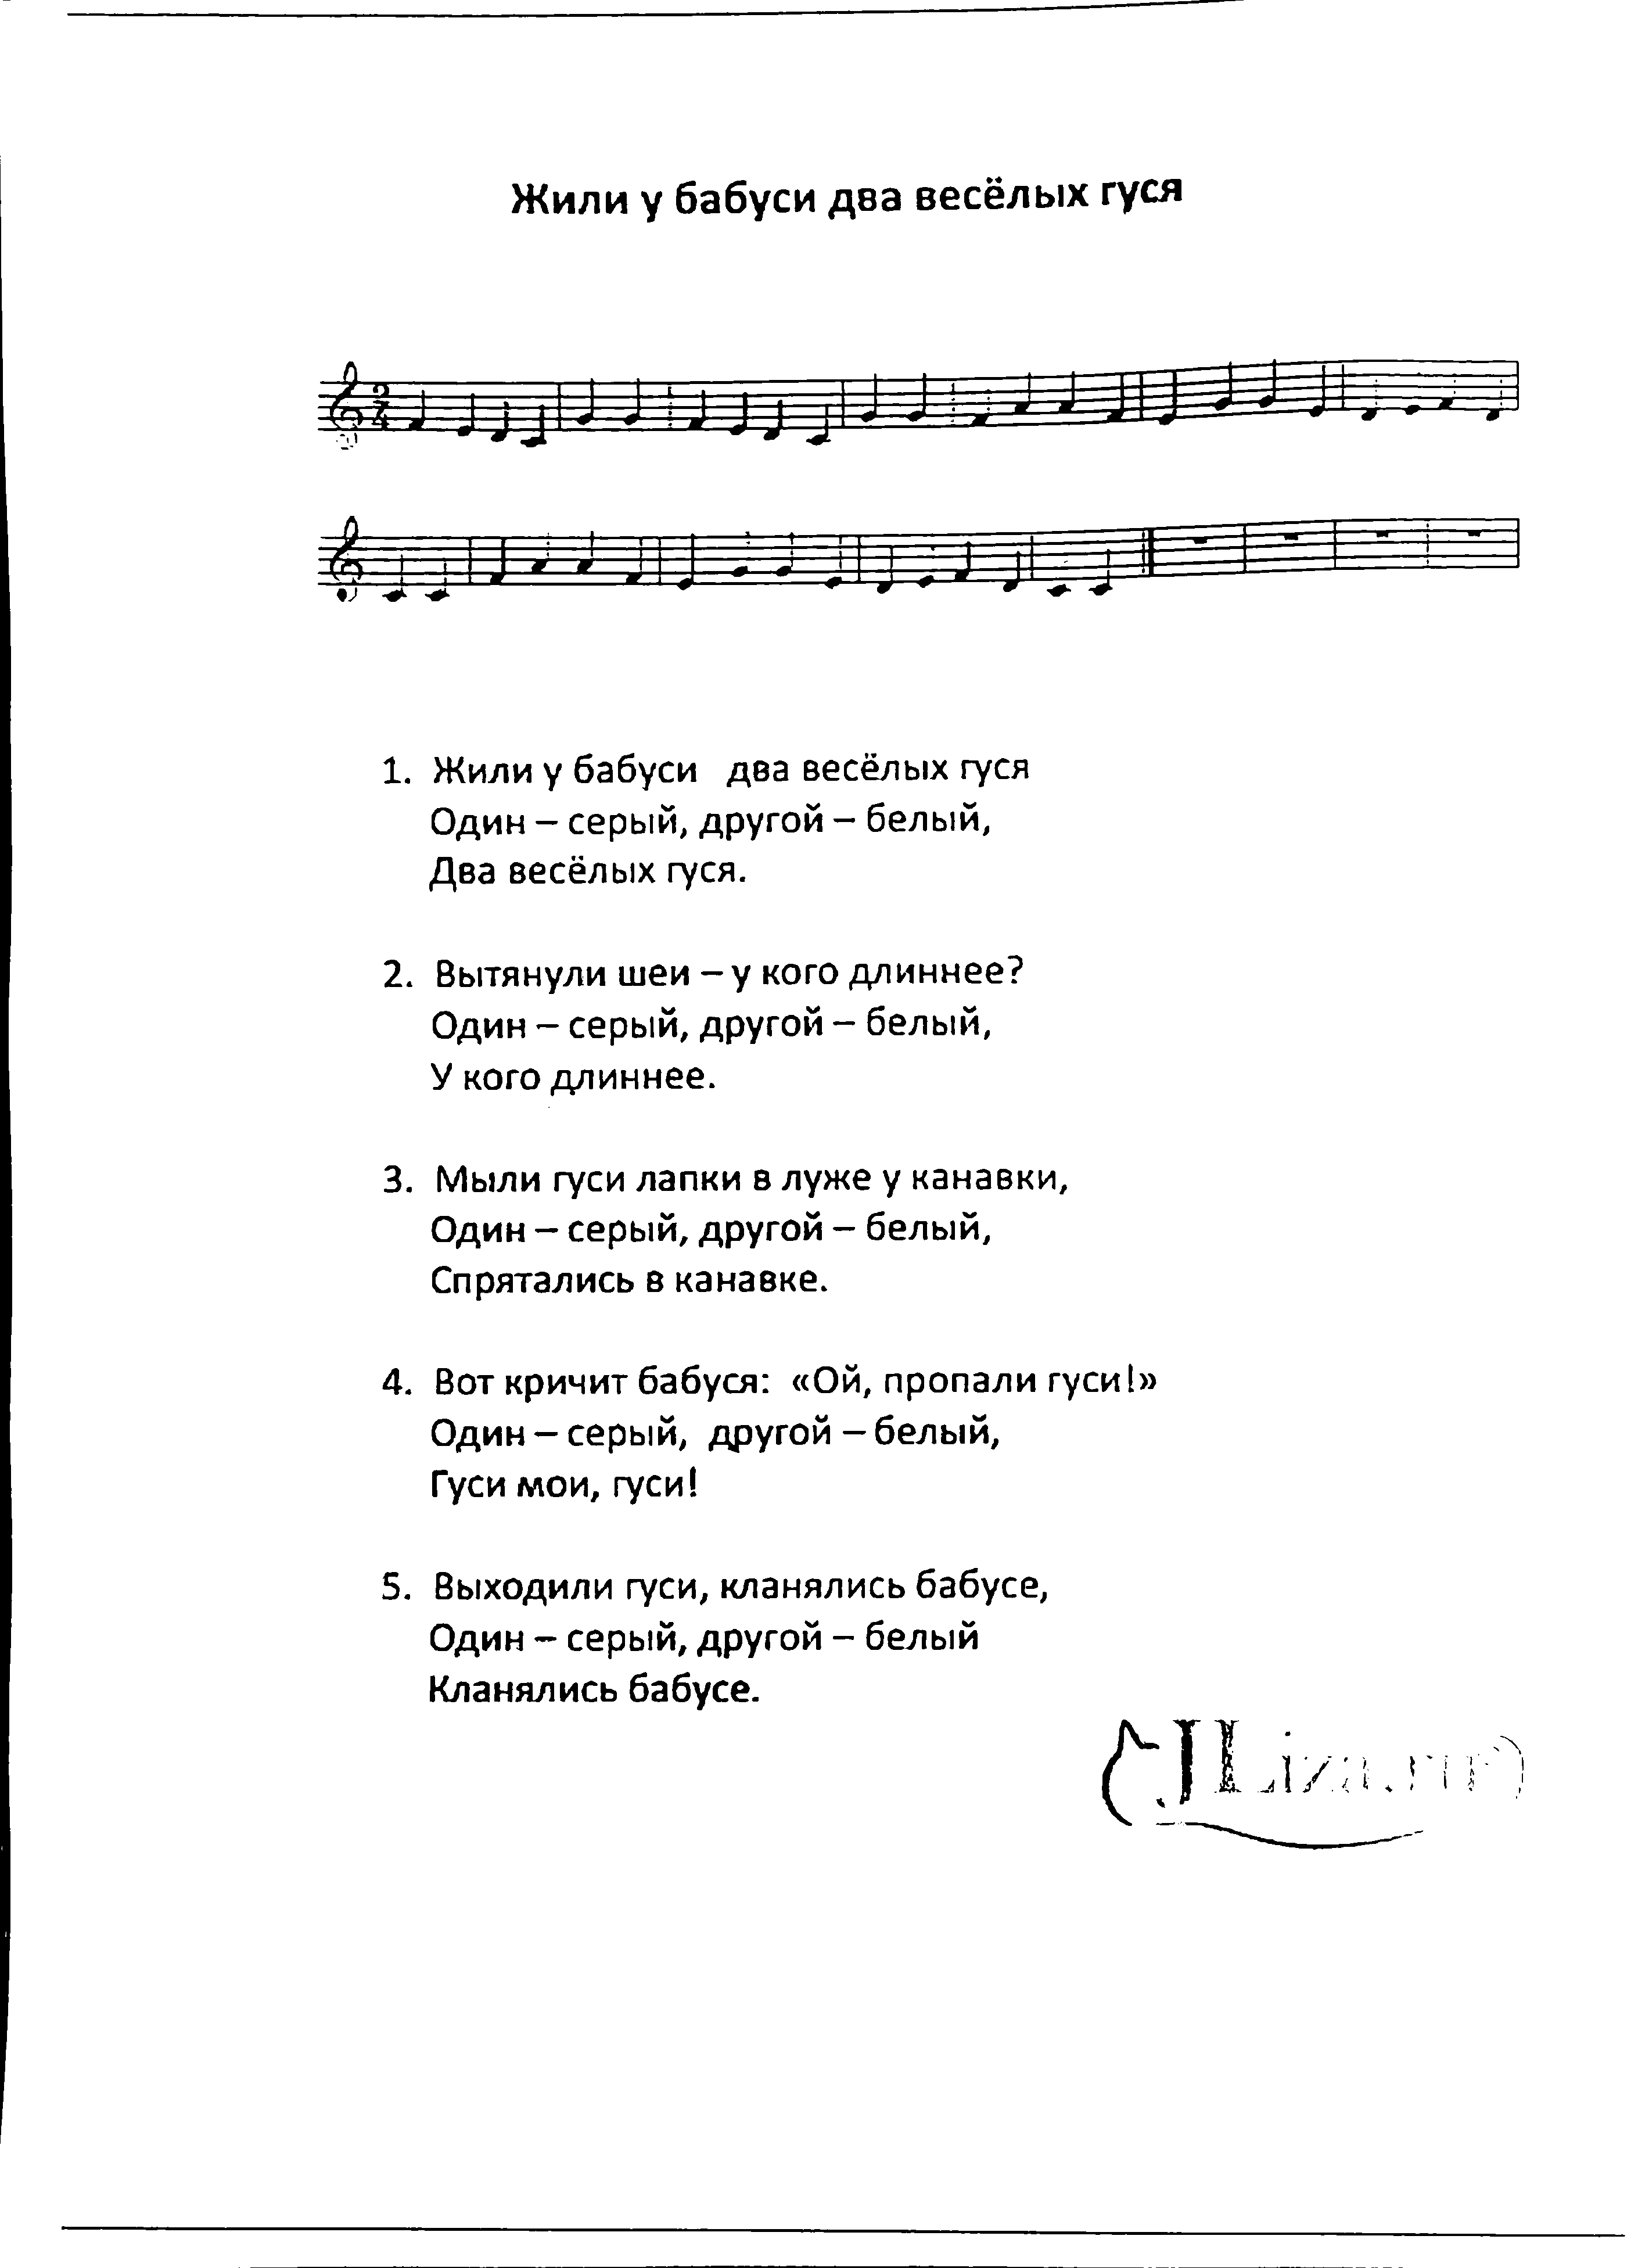 Жили у бабуси два весёлых гуся
2
4
1. Жили у бабуси два весёлых гуся
Один – серый, другой – белый,
Два весёлых гуся.
2. Вытянули шеи – у кого длиннее?
Один – серый, другой – белый,
У кого длиннее.
3. Мыли гуси лапки в луже у канавки,
Один – серый, другой – белый,
Спрятались в канавке.
4. Вот кричит бабуся: «Ой, пропали гуси!»
Один – серый, другой – белый,
Гуси мои, гуси!
5. Выходили гуси, кланялись бабусе,
Один – серый, другой – белый
Кланялись бабусе.
JLiza.ru